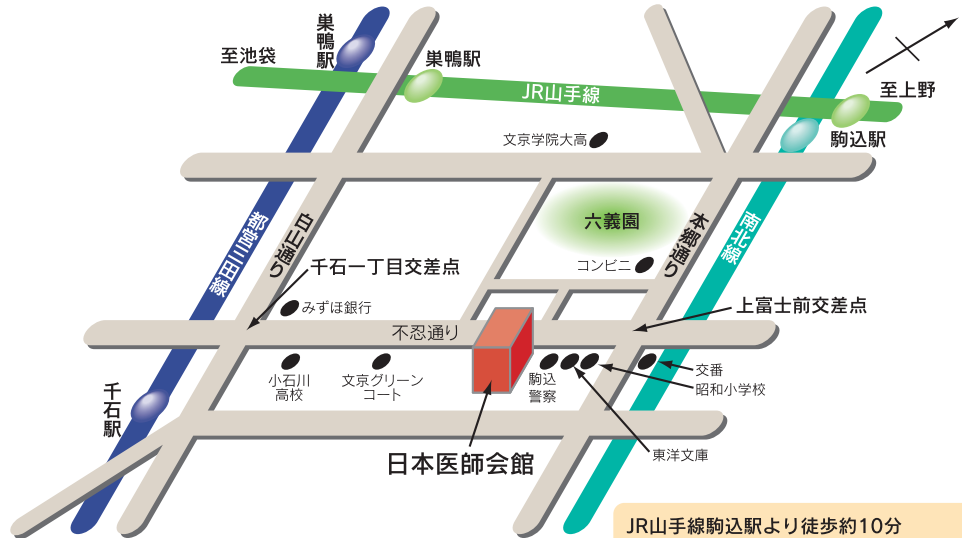 巣鴨駅
至池袋
巣鴨駅
JR山手線
至上野
駒込駅
文京学院大高
六義園
本郷通り
南北線
白山通り
都営三田線
コンビニ
千石一丁目交差点
みずほ銀行
上富士前交差点
不忍通り
小石川
高校
文京グリーン
コート
駒込
警察
交番
昭和小学校
千石駅
日本医師会館
東洋文庫
JR山手線駒込駅より徒歩約10分